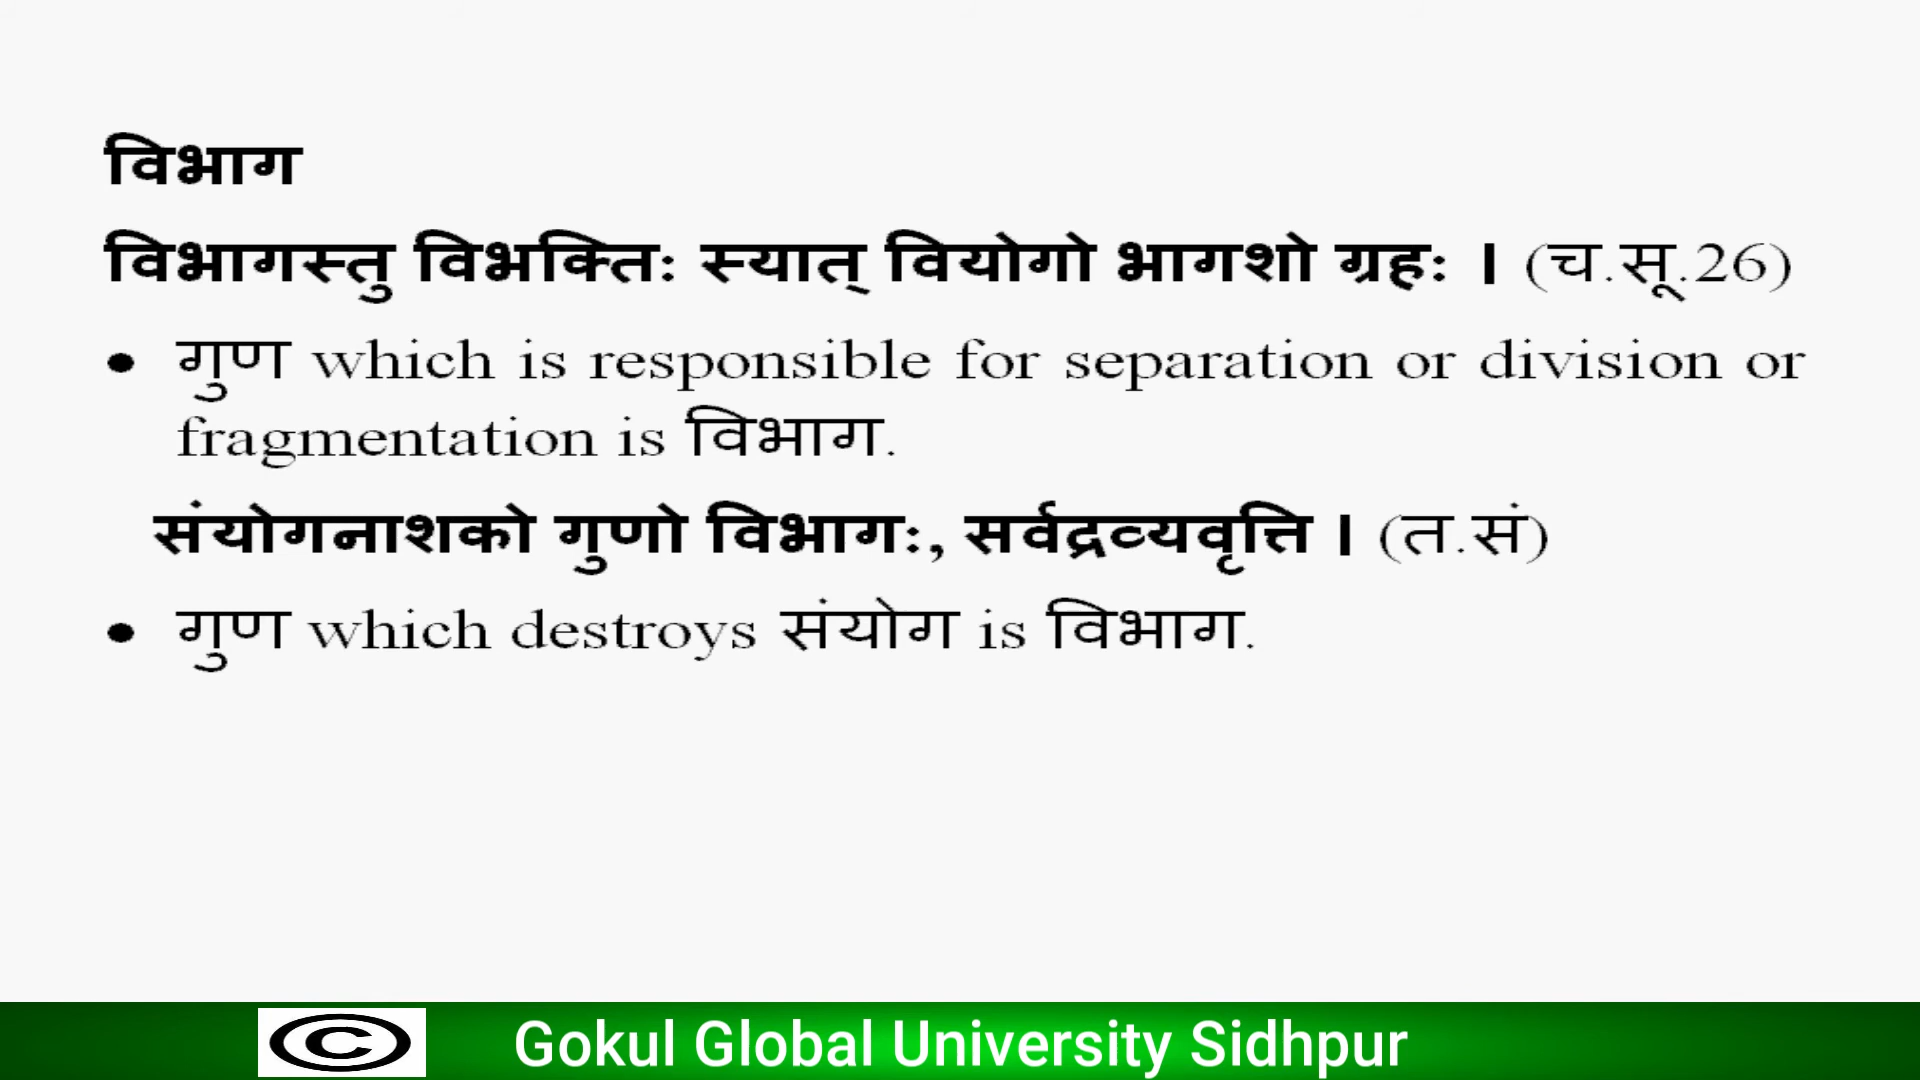 विभाग
विभागस्तु विभक्तिः स्यात् वियोगो भागशो ग्रहः । (च.सू.26)
• गुण which is responsible for separation or division or
fragmentation is विभाग.
संयोगनाशको गुणो विभागः, सर्वद्रव्यवृत्ति । (त.सं)
• गुण which destroys संयोग is विभाग.
© Gokul Global University Sidhpur